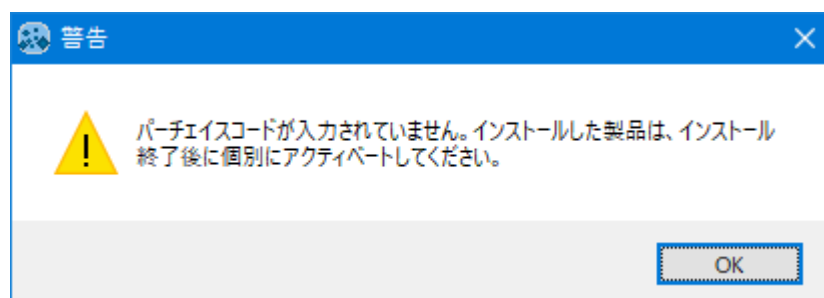 警告
パーチェイスコードが入力されていません。インストールした製品は、インストール
終了後に個別にアクティベートしてください。
OK